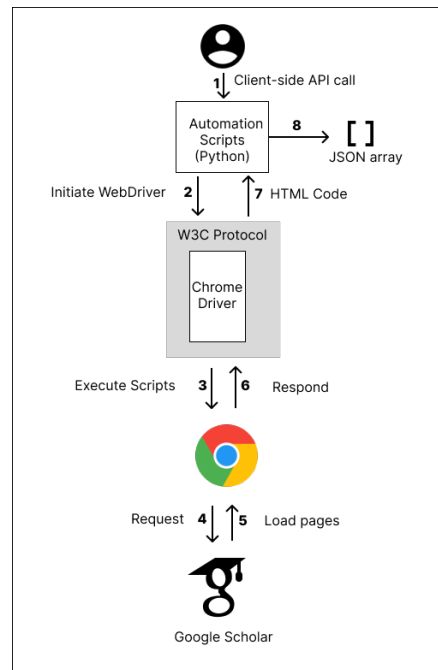 1 Client-side API call
Automation
Scripts
(Python)
8
[ ]
JSON array
Initiate WebDriver 2
7 HTML Code
W3C Protocol
Chrome
Driver
Execute Scripts 3
6 Respond
Request 4
5 Load pages
g
Google Scholar